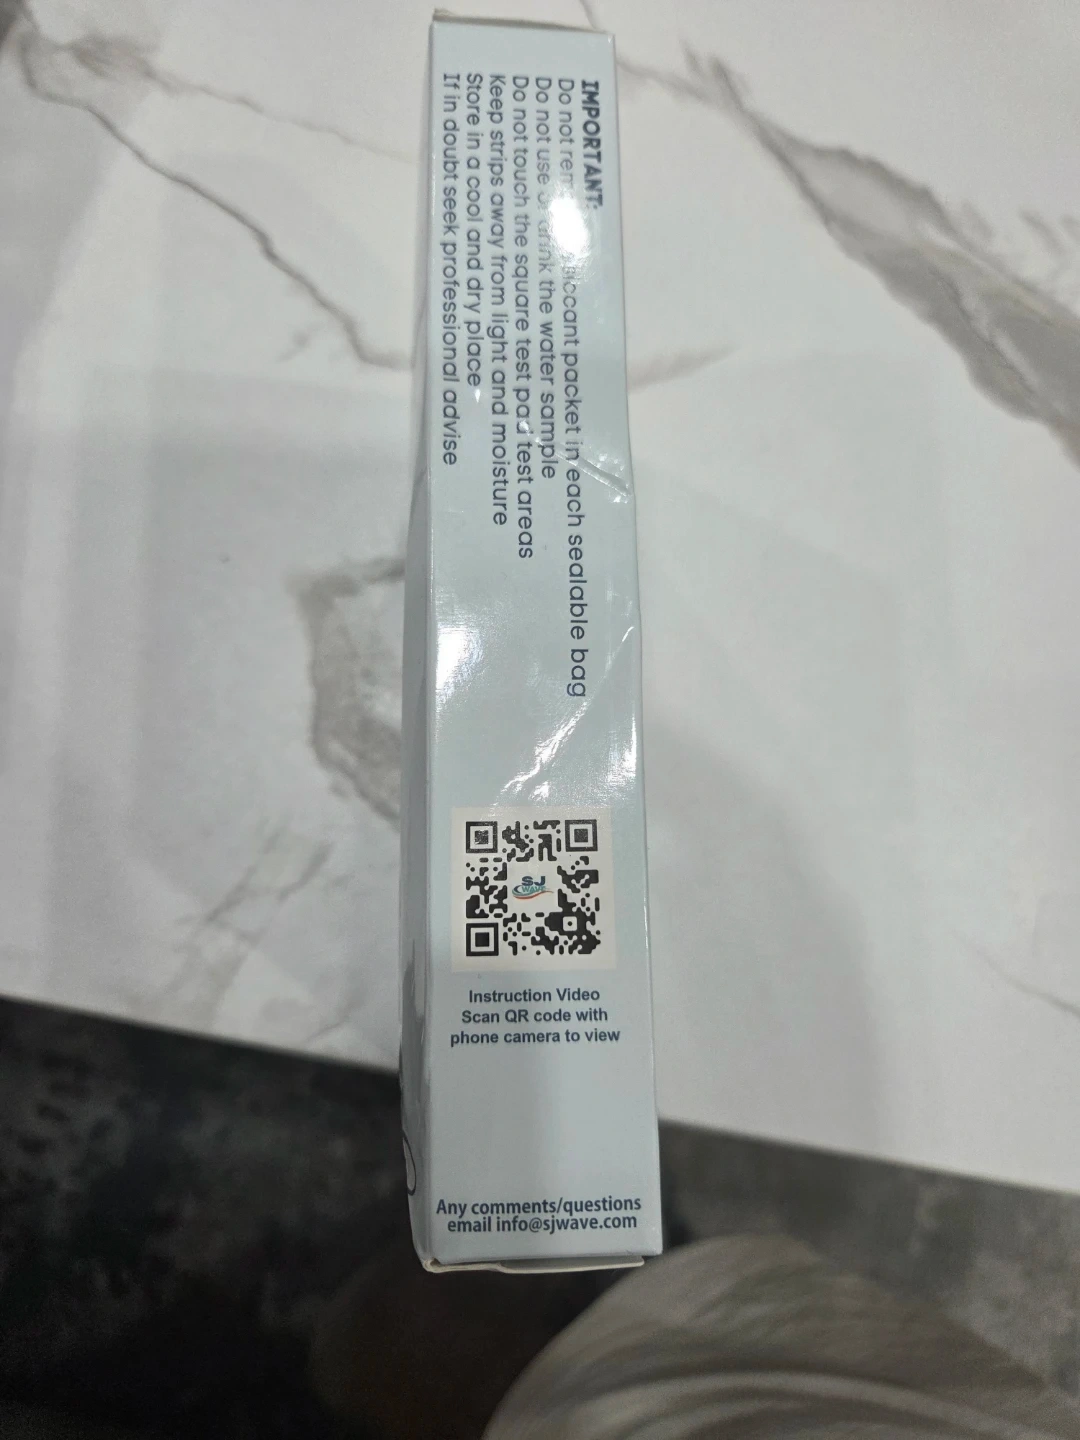 IMPORTANT:
Do not packet in each sealable bag
Do not use drink the water sample
Do not touch the square test pad test areas
Keep strips away from light and moisture
Store in a cool and dry place
If in doubt seek professional advise
SJ
WAVE
Instruction Video
Scan QR code with
phone camera to view
Any comments/questions
email info@sjwave.com